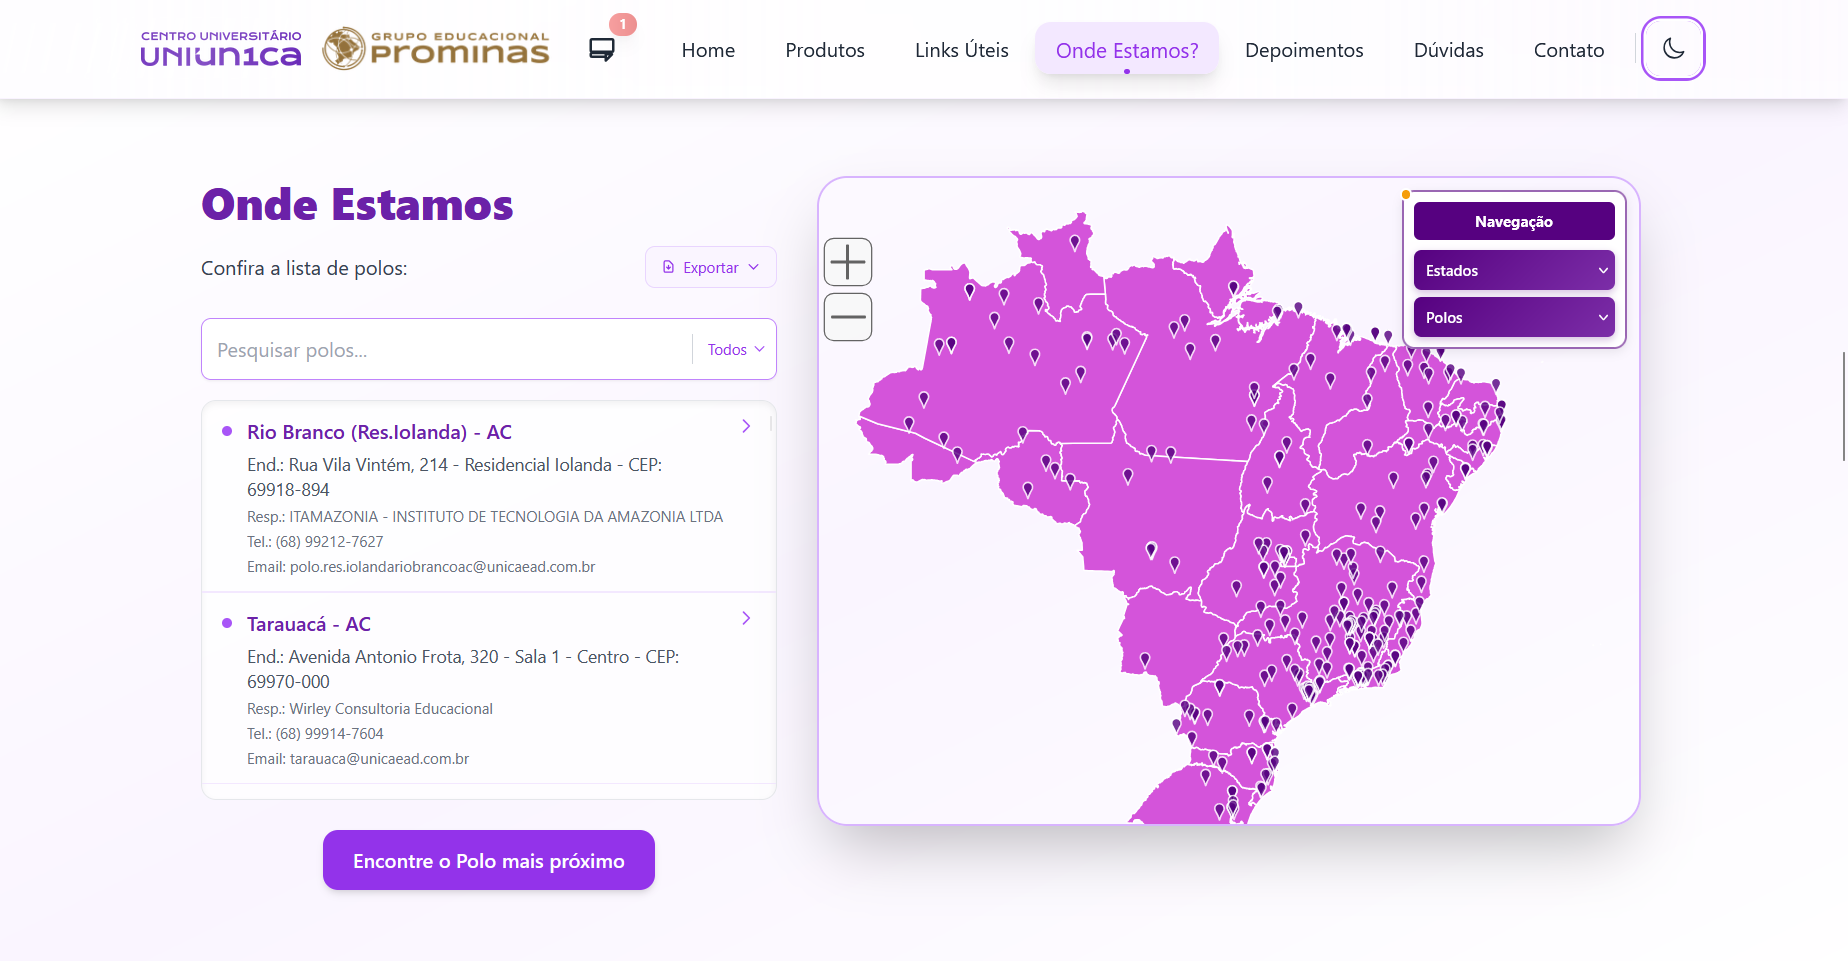 CENTRO UNIVERSITÁRIO
UNIUN1CA
GRUPO EDUCACIONAL
Prominas
1
Home
Produtos
Links Úteis
Onde Estamos?
Depoimentos
Dúvidas
Contato
Onde Estamos
Confira a lista de polos:
Exportar
Pesquisar polos...
Todos
Rio Branco (Res.Iolanda) - AC
End.: Rua Vila Vintém, 214 - Residencial Iolanda - CEP:
69918-894
Resp.: ITAMAZONIA - INSTITUTO DE TECNOLOGIA DA AMAZONIA LTDA
Tel.: (68) 99212-7627
Email: polo.res.iolandariobrancoac@unicaead.com.br
Tarauacá - AC
End.: Avenida Antonio Frota, 320 - Sala 1 - Centro - CEP:
69970-000
Resp.: Wirley Consultoria Educacional
Tel.: (68) 99914-7604
Email: tarauaca@unicaead.com.br
Encontre o Polo mais próximo
Navegação
Estados
Polos